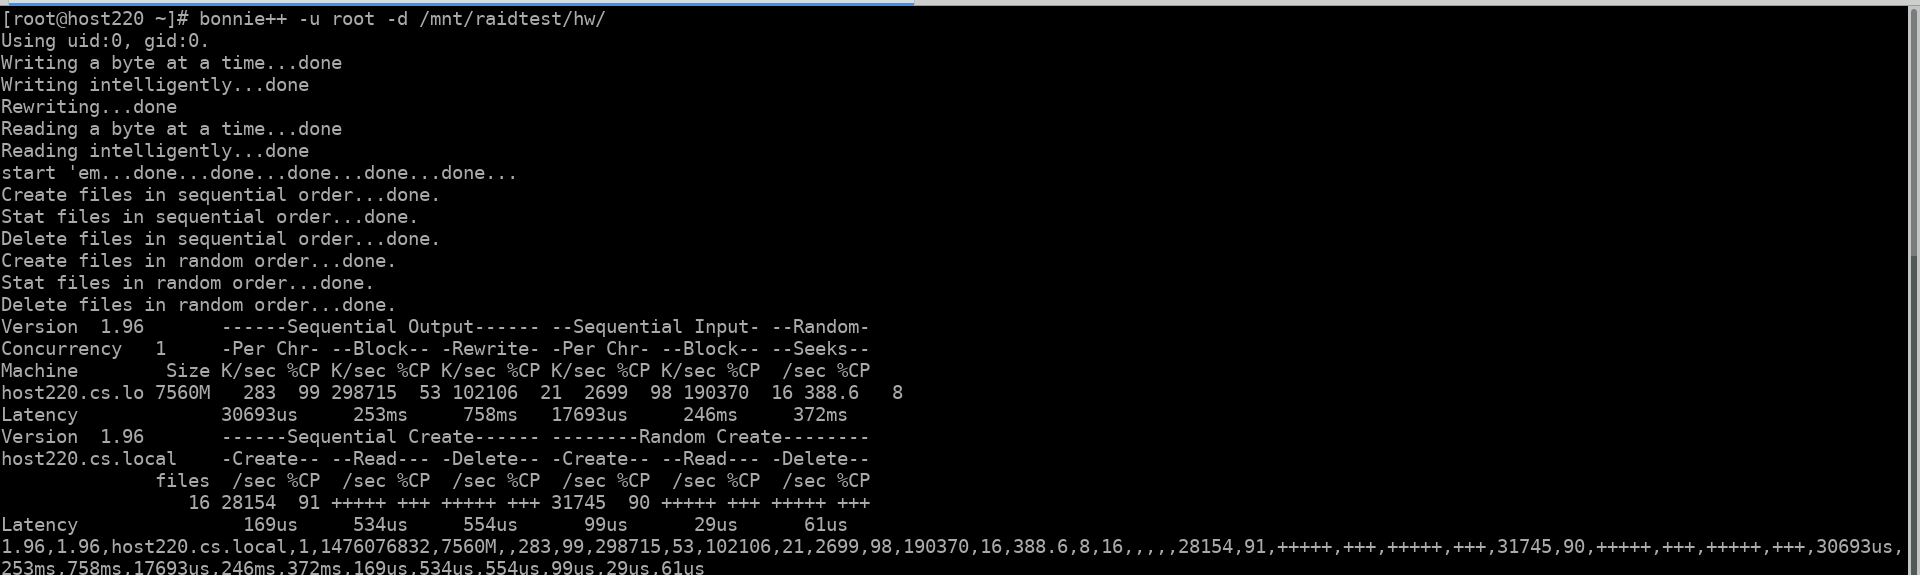 [root@host220 ~]# bonnie++ -u root -d /mnt/raidtest/hw/
Using uid:0, gid:0.
Writing a byte at a time...done
Writing intelligently...done
Rewriting...done
Reading a byte at a time...done
Reading intelligently...done
start 'em...done...done...done...done...done...
Create files in sequential order...done.
Stat files in sequential order...done.
Delete files in sequential order...done.
Create files in random order...done.
Stat files in random order...done.
Delete files in random order...done.
Version  1.96       ------Sequential Output------ --Sequential Input- --Random-
Concurrency   1     -Per Chr- --Block-- -Rewrite- -Per Chr- --Block-- --Seeks--
Machine        Size K/sec %CP K/sec %CP K/sec %CP K/sec %CP K/sec %CP  /sec %CP
host220.cs.lo 7560M   283  99 298715  53 102106  21  2699  98 190370  16 388.6   8
Latency             30693us     253ms     758ms   17693us     246ms     372ms
Version  1.96       ------Sequential Create------ --------Random Create--------
host220.cs.local    -Create-- --Read--- -Delete-- -Create-- --Read--- -Delete--
              files  /sec %CP  /sec %CP  /sec %CP  /sec %CP  /sec %CP  /sec %CP
                 16 28154  91 +++++ +++ +++++ +++ 31745  90 +++++ +++ +++++ +++
Latency               169us     534us     554us      99us      29us      61us
1.96,1.96,host220.cs.local,1,1476076832,7560M,,283,99,298715,53,102106,21,2699,98,190370,16,388.6,8,16,,,,,28154,91,+++++,+++,+++++,+++,31745,90,+++++,+++,+++++,+++,30693us,
253ms,758ms,17693us,246ms,372ms,169us,534us,554us,99us,29us,61us